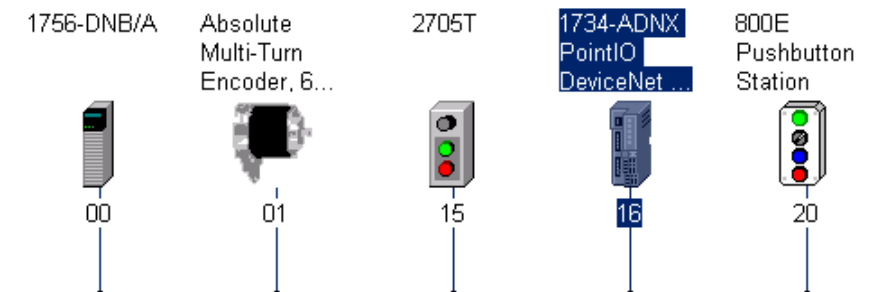 1756-DNB/A
Absolute
Multi-Turn
Encoder, 6...
2705T
1734-ADNX
PointIO
DeviceNet ...
800E
Pushbutton
Station
00
01
15
16
20